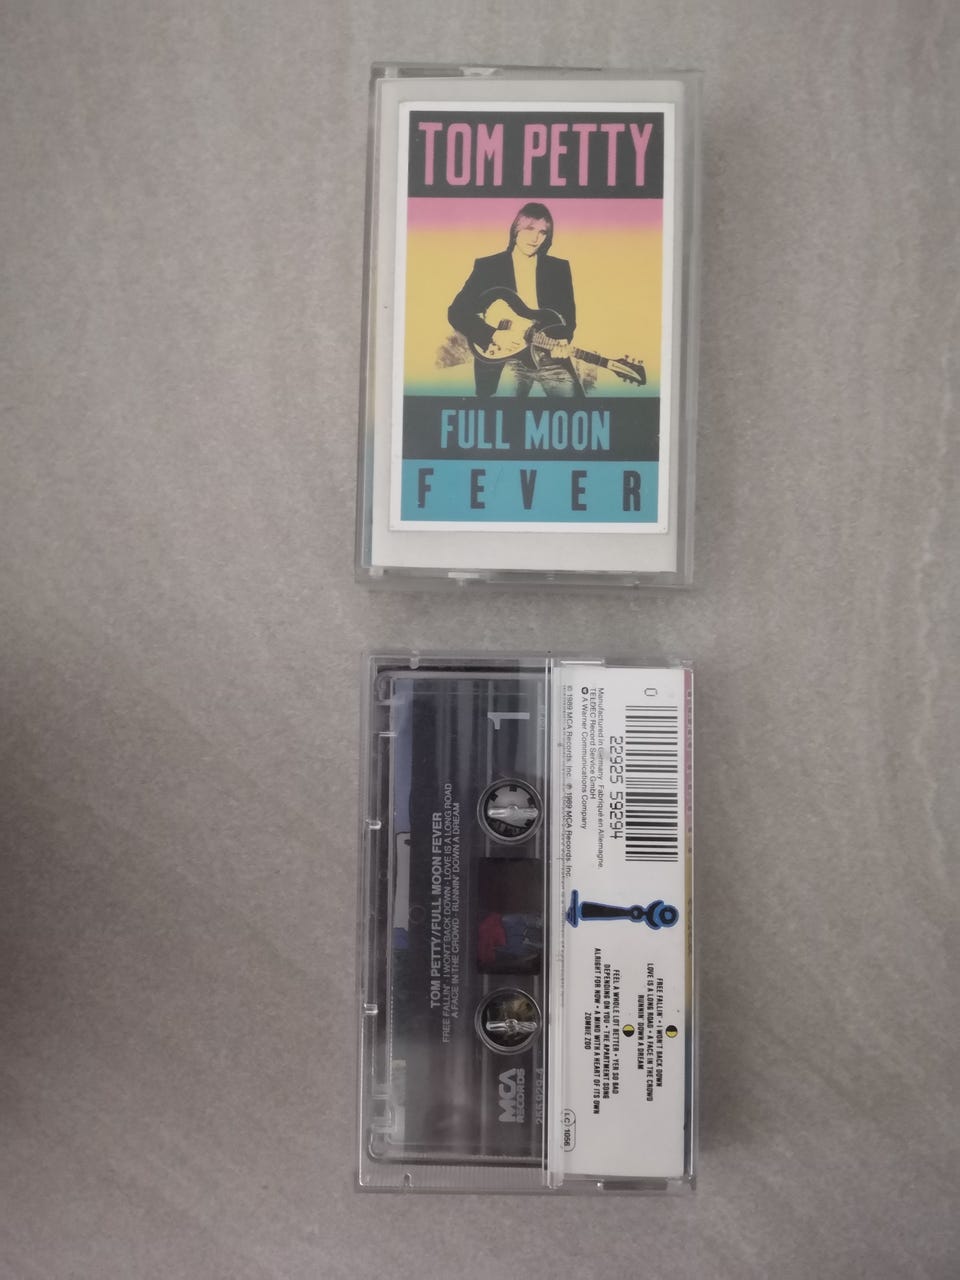 TOM PETTY
FULL MOON
FEVER
1
TOM PETTY/FULL MOON FEVER
FREE FALLIN' · I WON'T BACK DOWN · LOVE IS A LONG ROAD
A FACE IN THE CROWD · RUNNIN' DOWN A DREAM
MCA
RECORDS
0
22925 59294
Manufactured in Germany. Fabriqué en Allemagne.
TELDEC Record Service GmbH
A Warner Communications Company
© 1989 MCA Records, Inc. ℗ 1989 MCA Records, Inc.
FREE FALLIN' • I WON'T BACK DOWN
LOVE IS A LONG ROAD • A FACE IN THE CROWD
RUNNIN' DOWN A DREAM
FEEL A WHOLE LOT BETTER • YER SO BAD
DEPENDING ON YOU • THE APARTMENT SONG
ALRIGHT FOR NOW • A MIND WITH A HEART OF ITS OWN
ZOMBIE ZOO
LC 1056